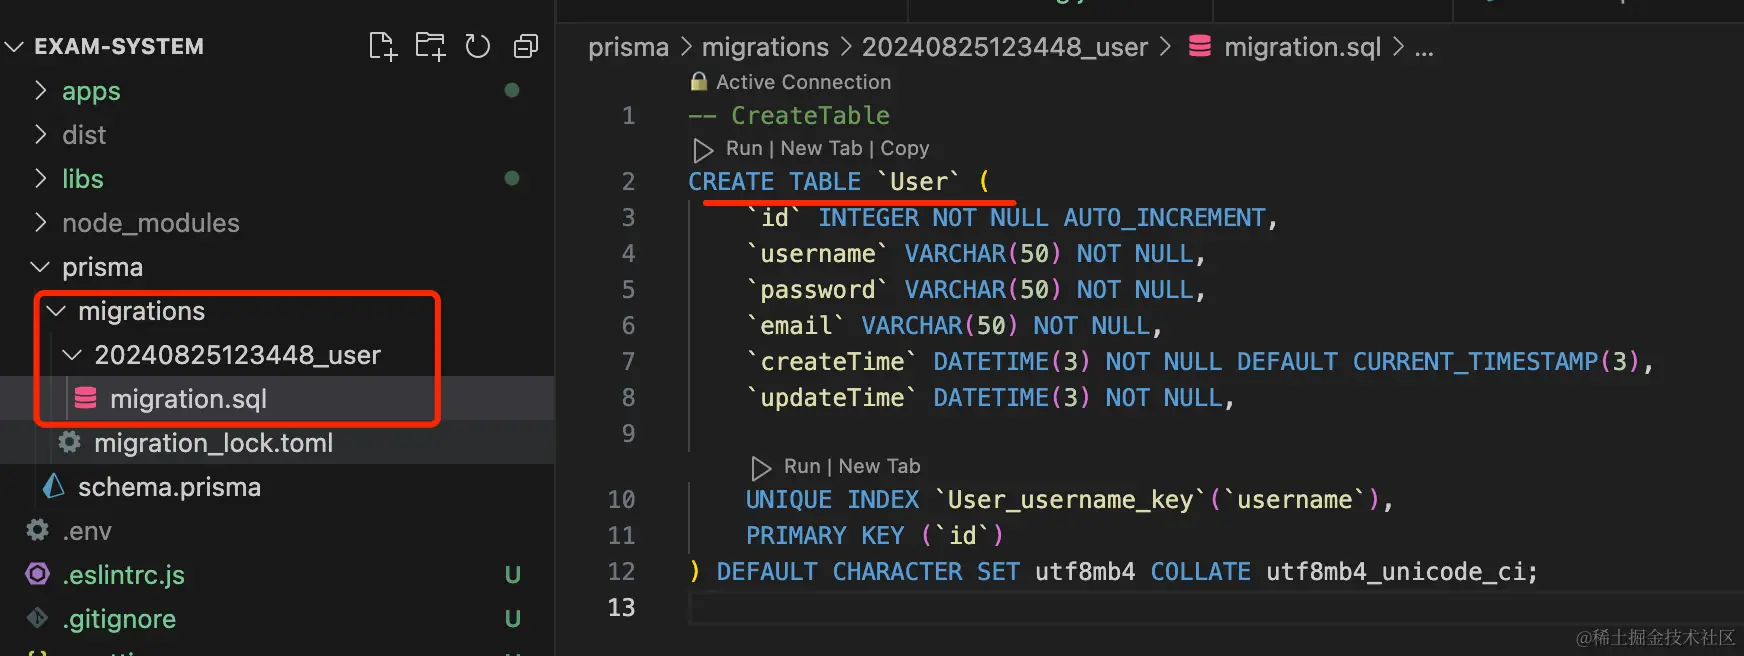 EXAM-SYSTEM
apps
dist
libs
node_modules
prisma
migrations
20240825123448_user
migration.sql
migration_lock.toml
schema.prisma
.env
.eslintrc.js U
.gitignore U
prisma > migrations > 20240825123448_user > migration.sql > ...
Active Connection
1 -- CreateTable
Run | New Tab | Copy
2 CREATE TABLE `User` (
3 `id` INTEGER NOT NULL AUTO_INCREMENT,
4 `username` VARCHAR(50) NOT NULL,
5 `password` VARCHAR(50) NOT NULL,
6 `email` VARCHAR(50) NOT NULL,
7 `createTime` DATETIME(3) NOT NULL DEFAULT CURRENT_TIMESTAMP(3),
8 `updateTime` DATETIME(3) NOT NULL,
9
Run | New Tab
10 UNIQUE INDEX `User_username_key`(`username`),
11 PRIMARY KEY (`id`)
12 ) DEFAULT CHARACTER SET utf8mb4 COLLATE utf8mb4_unicode_ci;
13
@稀土掘金技术社区